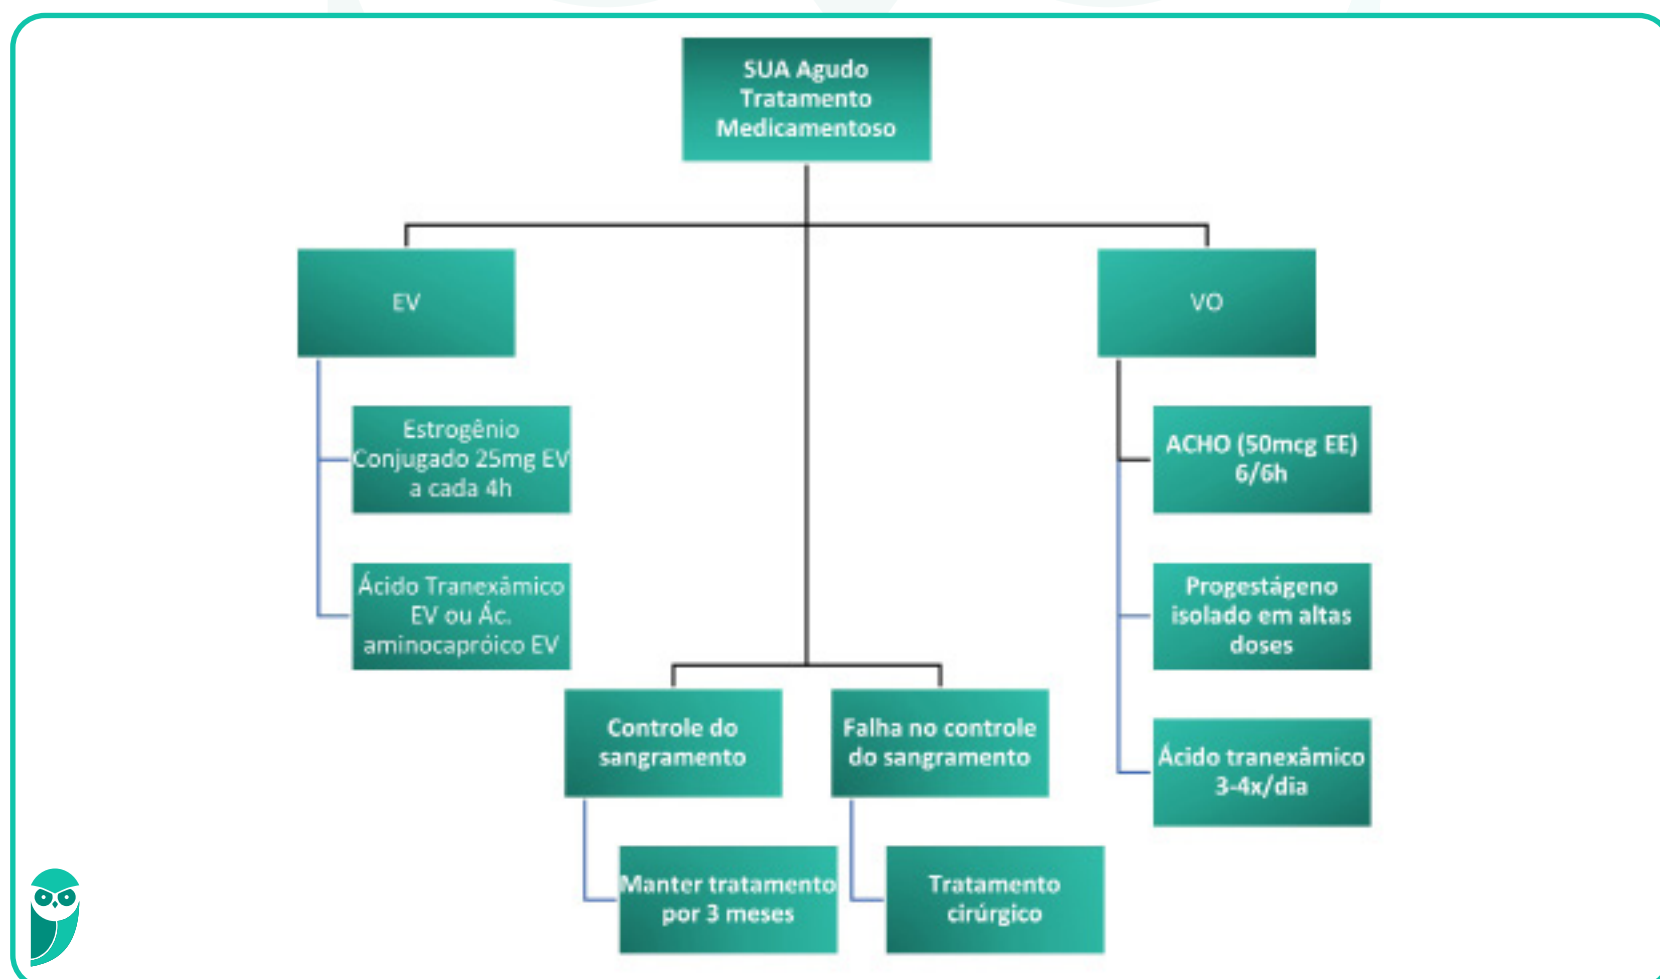 SUA Agudo
Tratamento
Medicamentoso
EV
VO
Estrogênio
Conjugado 25mg EV
a cada 4h
Ácido Tranexâmico
EV ou Ác.
aminocapróico EV
ACHO (50mcg EE)
6/6h
Progestágeno
isolado em altas
doses
Ácido tranexâmico
3-4x/dia
Controle do
sangramento
Falha no controle
do sangramento
Manter tratamento
por 3 meses
Tratamento
cirúrgico